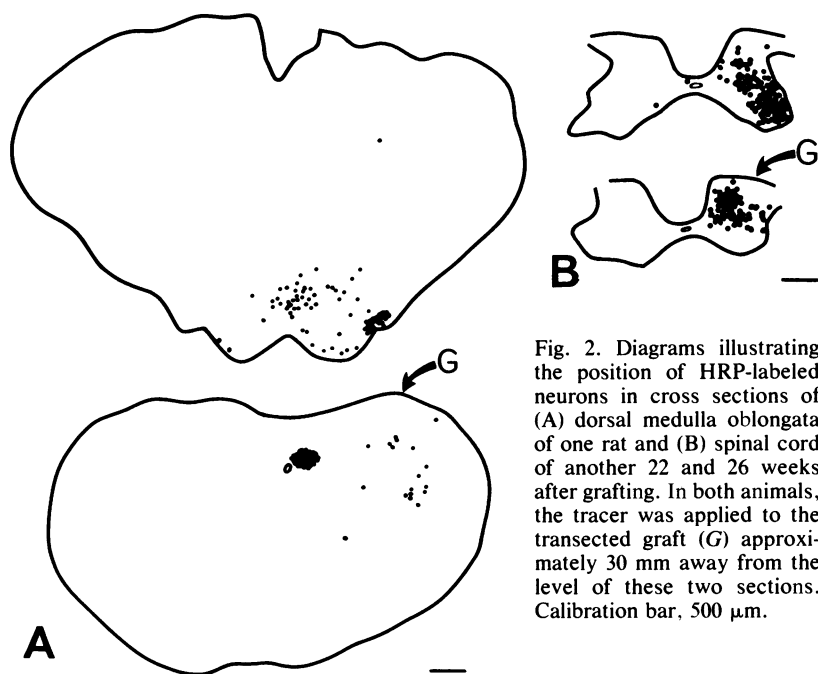 G
B
G
A
Fig. 2. Diagrams illustrating
the position of HRP-labeled
neurons in cross sections of
(A) dorsal medulla oblongata
of one rat and (B) spinal cord
of another 22 and 26 weeks
after grafting. In both animals,
the tracer was applied to the
transected graft (G) approxi-
mately 30 mm away from the
level of these two sections.
Calibration bar, 500 μm.